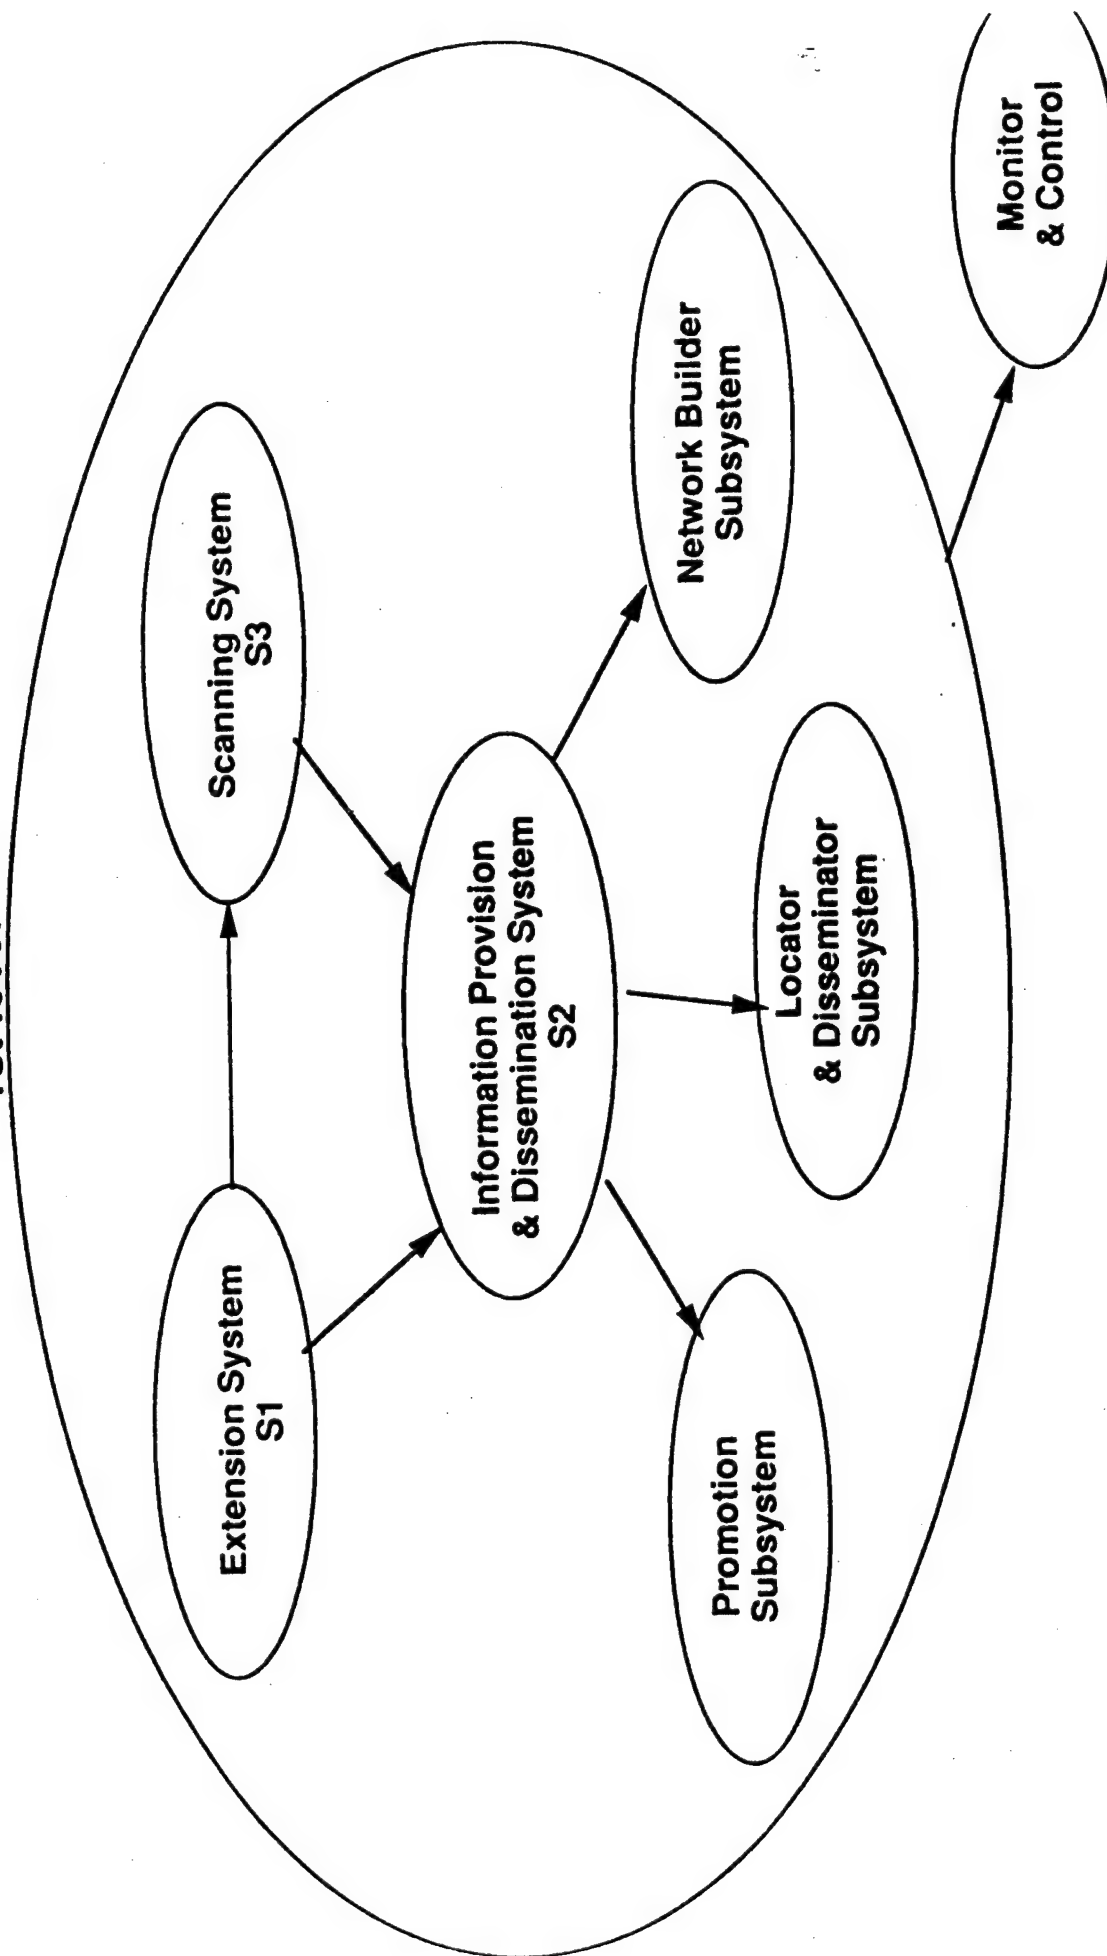 Extension System
S1
Scanning System
S3
Information Provision
& Dissemination System
S2
Promotion
Subsystem
Locator
& Disseminator
Subsystem
Network Builder
Subsystem
Monitor
& Control